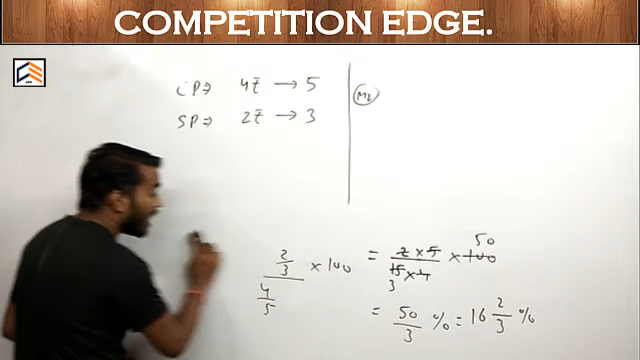 COMPETITION EDGE.
CP⇒ 4₹ → 5
SP⇒ 2₹ → 3
M2
2/3 / 4/5 × 100 = 2 × 5 / 15 × 4 × 100 50
3
= 50/3 % = 16 2/3 %